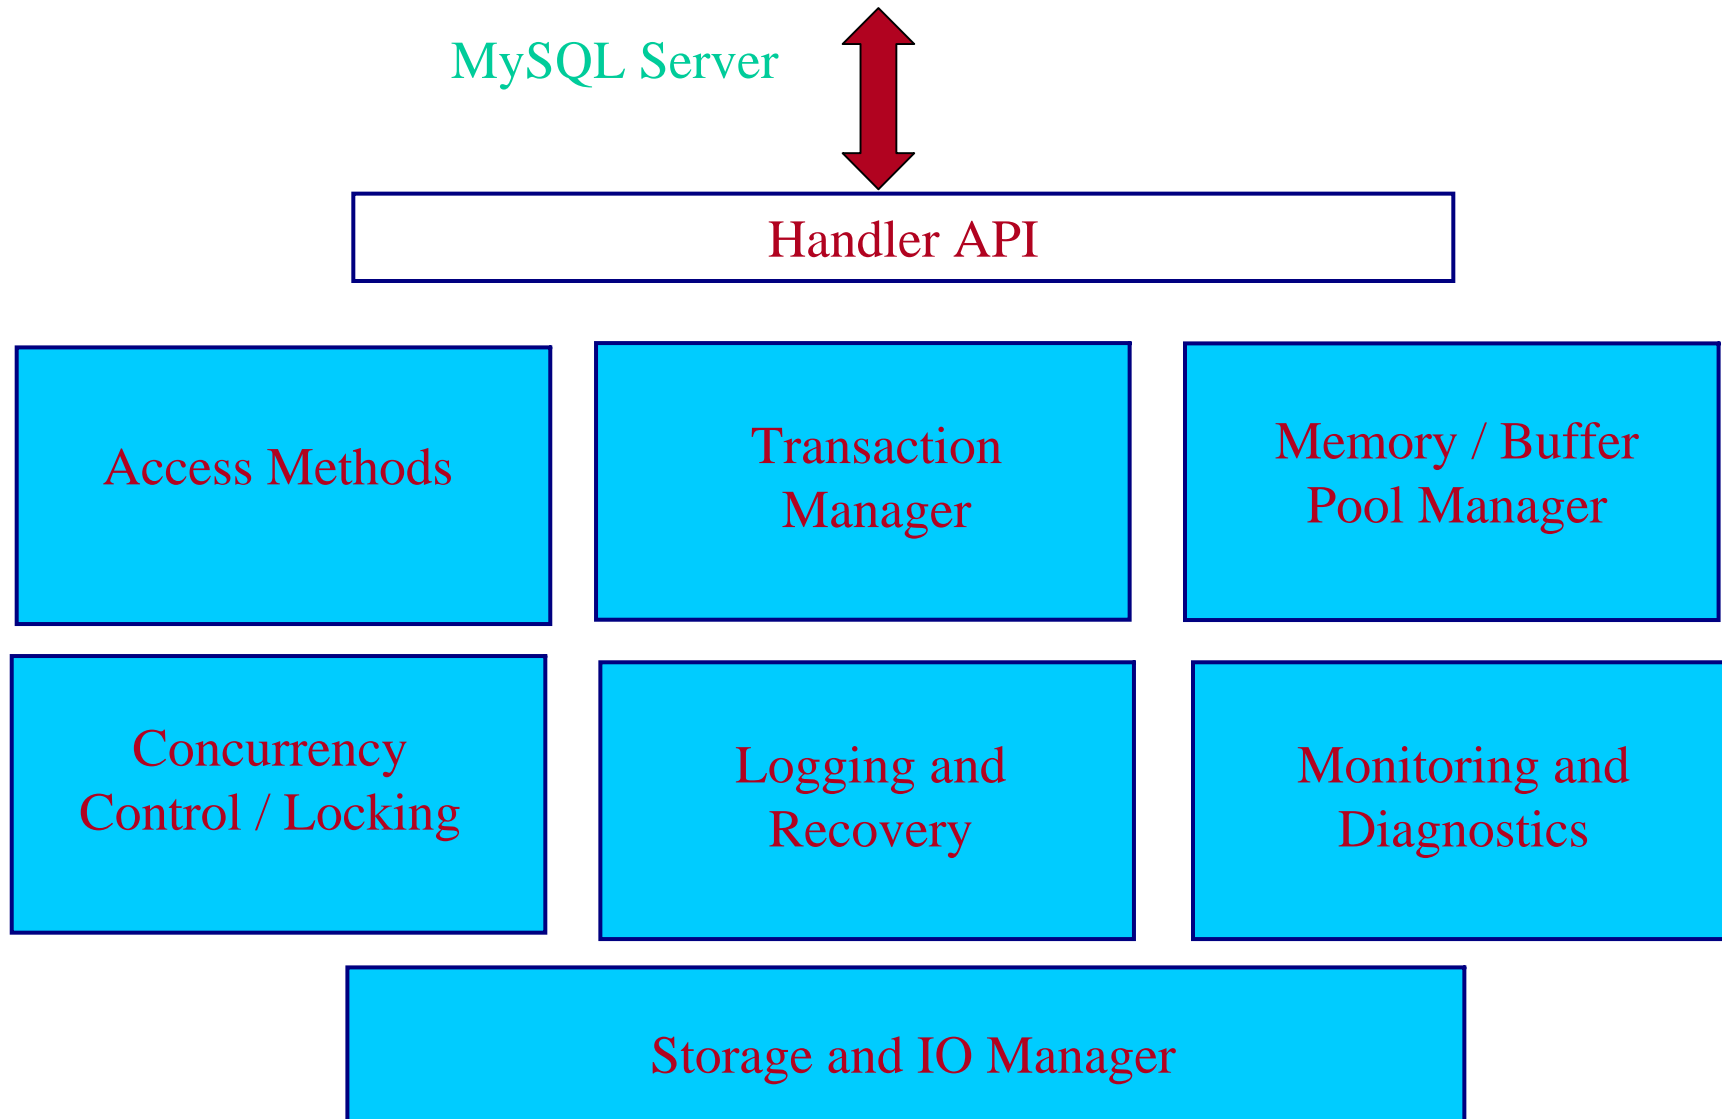 MySQL Server
Handler API
Access Methods
Transaction
Manager
Memory / Buffer
Pool Manager
Concurrency
Control / Locking
Logging and
Recovery
Monitoring and
Diagnostics
Storage and IO Manager